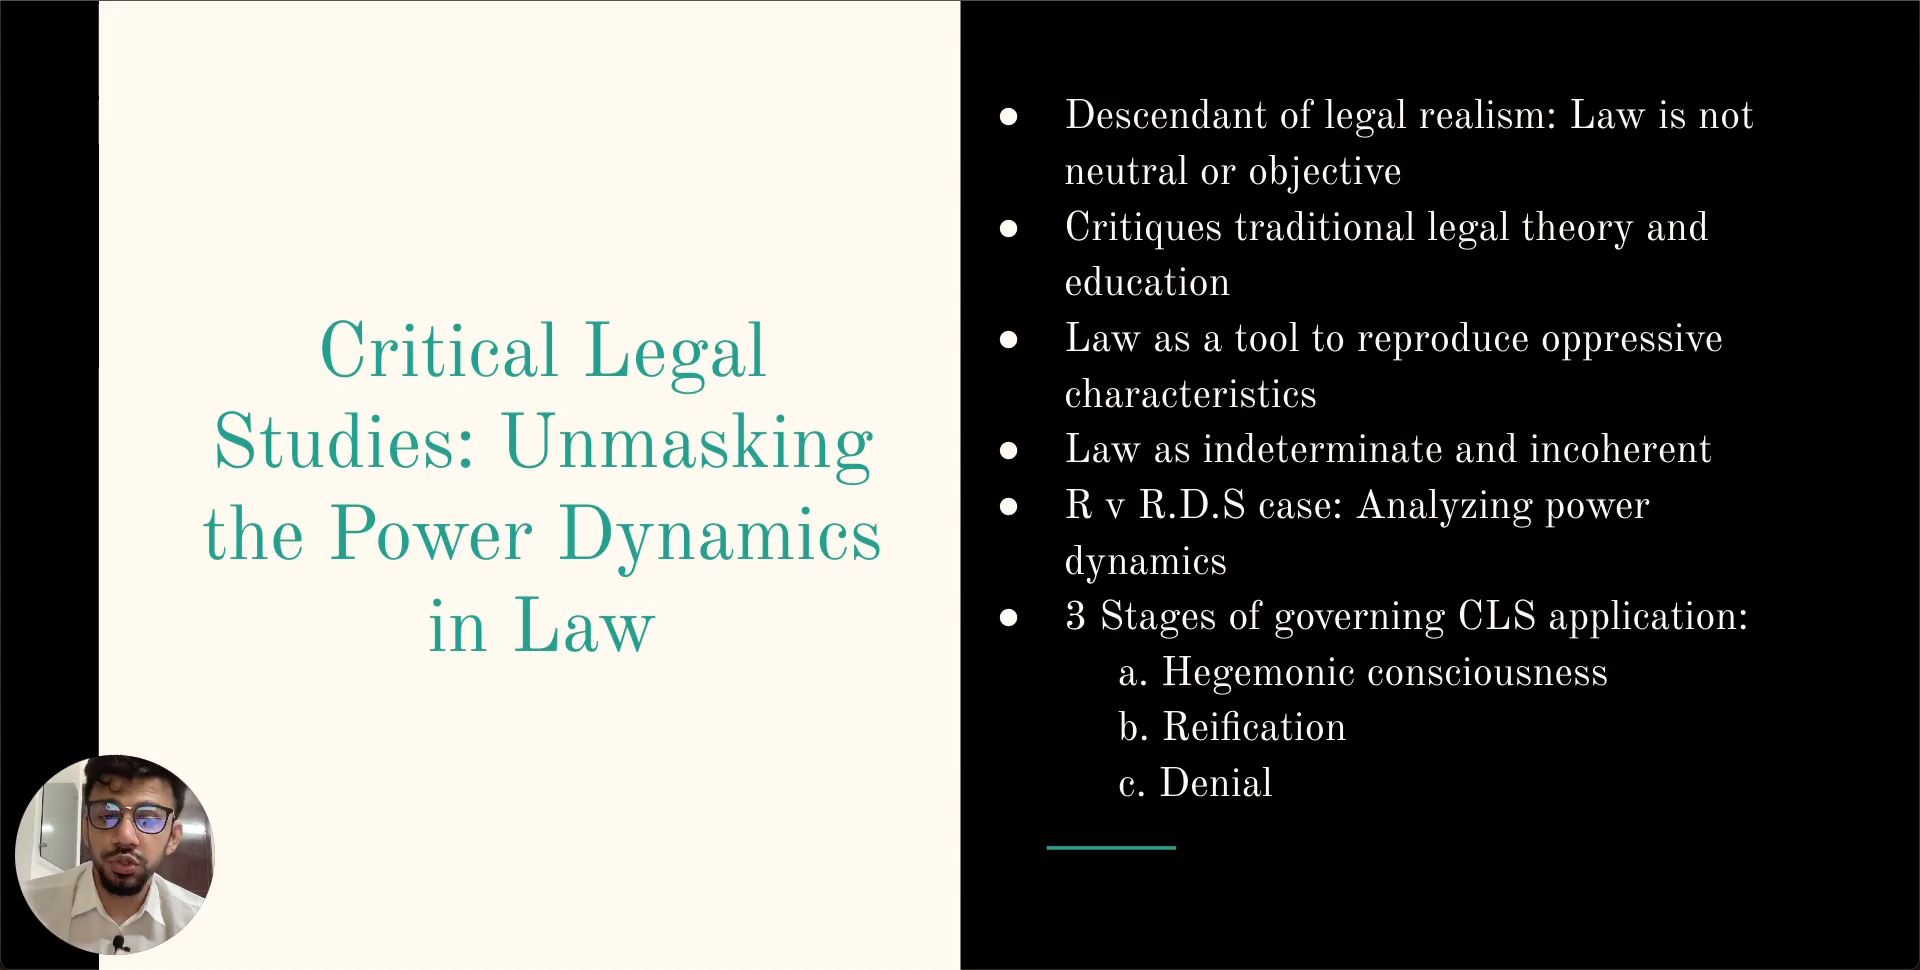 Critical Legal
Studies: Unmasking
the Power Dynamics
in Law
● Descendant of legal realism: Law is not
neutral or objective
● Critiques traditional legal theory and
education
● Law as a tool to reproduce oppressive
characteristics
● Law as indeterminate and incoherent
● R v R.D.S case: Analyzing power
dynamics
● 3 Stages of governing CLS application:
a. Hegemonic consciousness
b. Reification
c. Denial